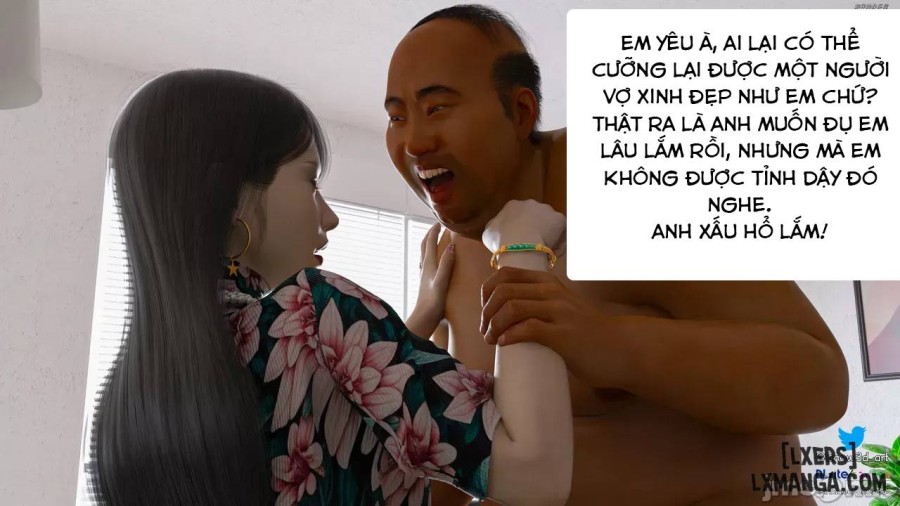 EM YÊU À, AI LẠI CÓ THỂ
CƯỠNG LẠI ĐƯỢC MỘT NGƯỜI
VỢ XINH ĐẸP NHƯ EM CHỨ?
THẬT RA LÀ ANH MUỐN ĐỤ EM
LÂU LẮM RỒI, NHƯNG MÀ EM
KHÔNG ĐƯỢC TỈNH DẬY ĐÓ
NGHE.
ANH XẤU HỔ LẮM!
[LXERS]
LXMANGA.COM